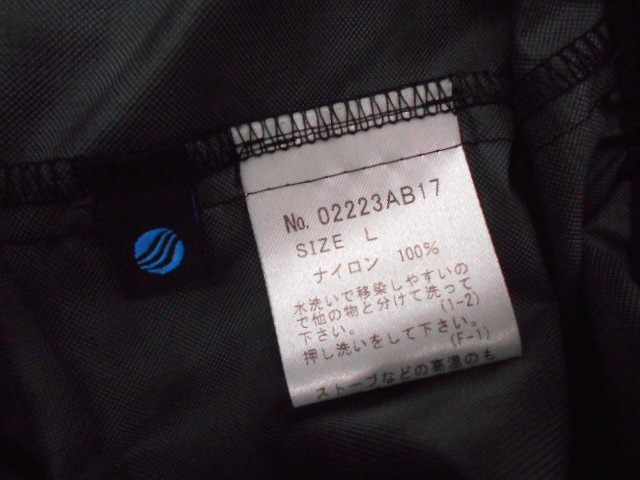 No. 02223AB17
SIZE L
ナイロン 100%
水洗いで移染しやすいの
で他の物と分けて洗って
下さい。 (1-2)
押し洗いをして下さい。
(F-1)
ストーブなどの高温のも